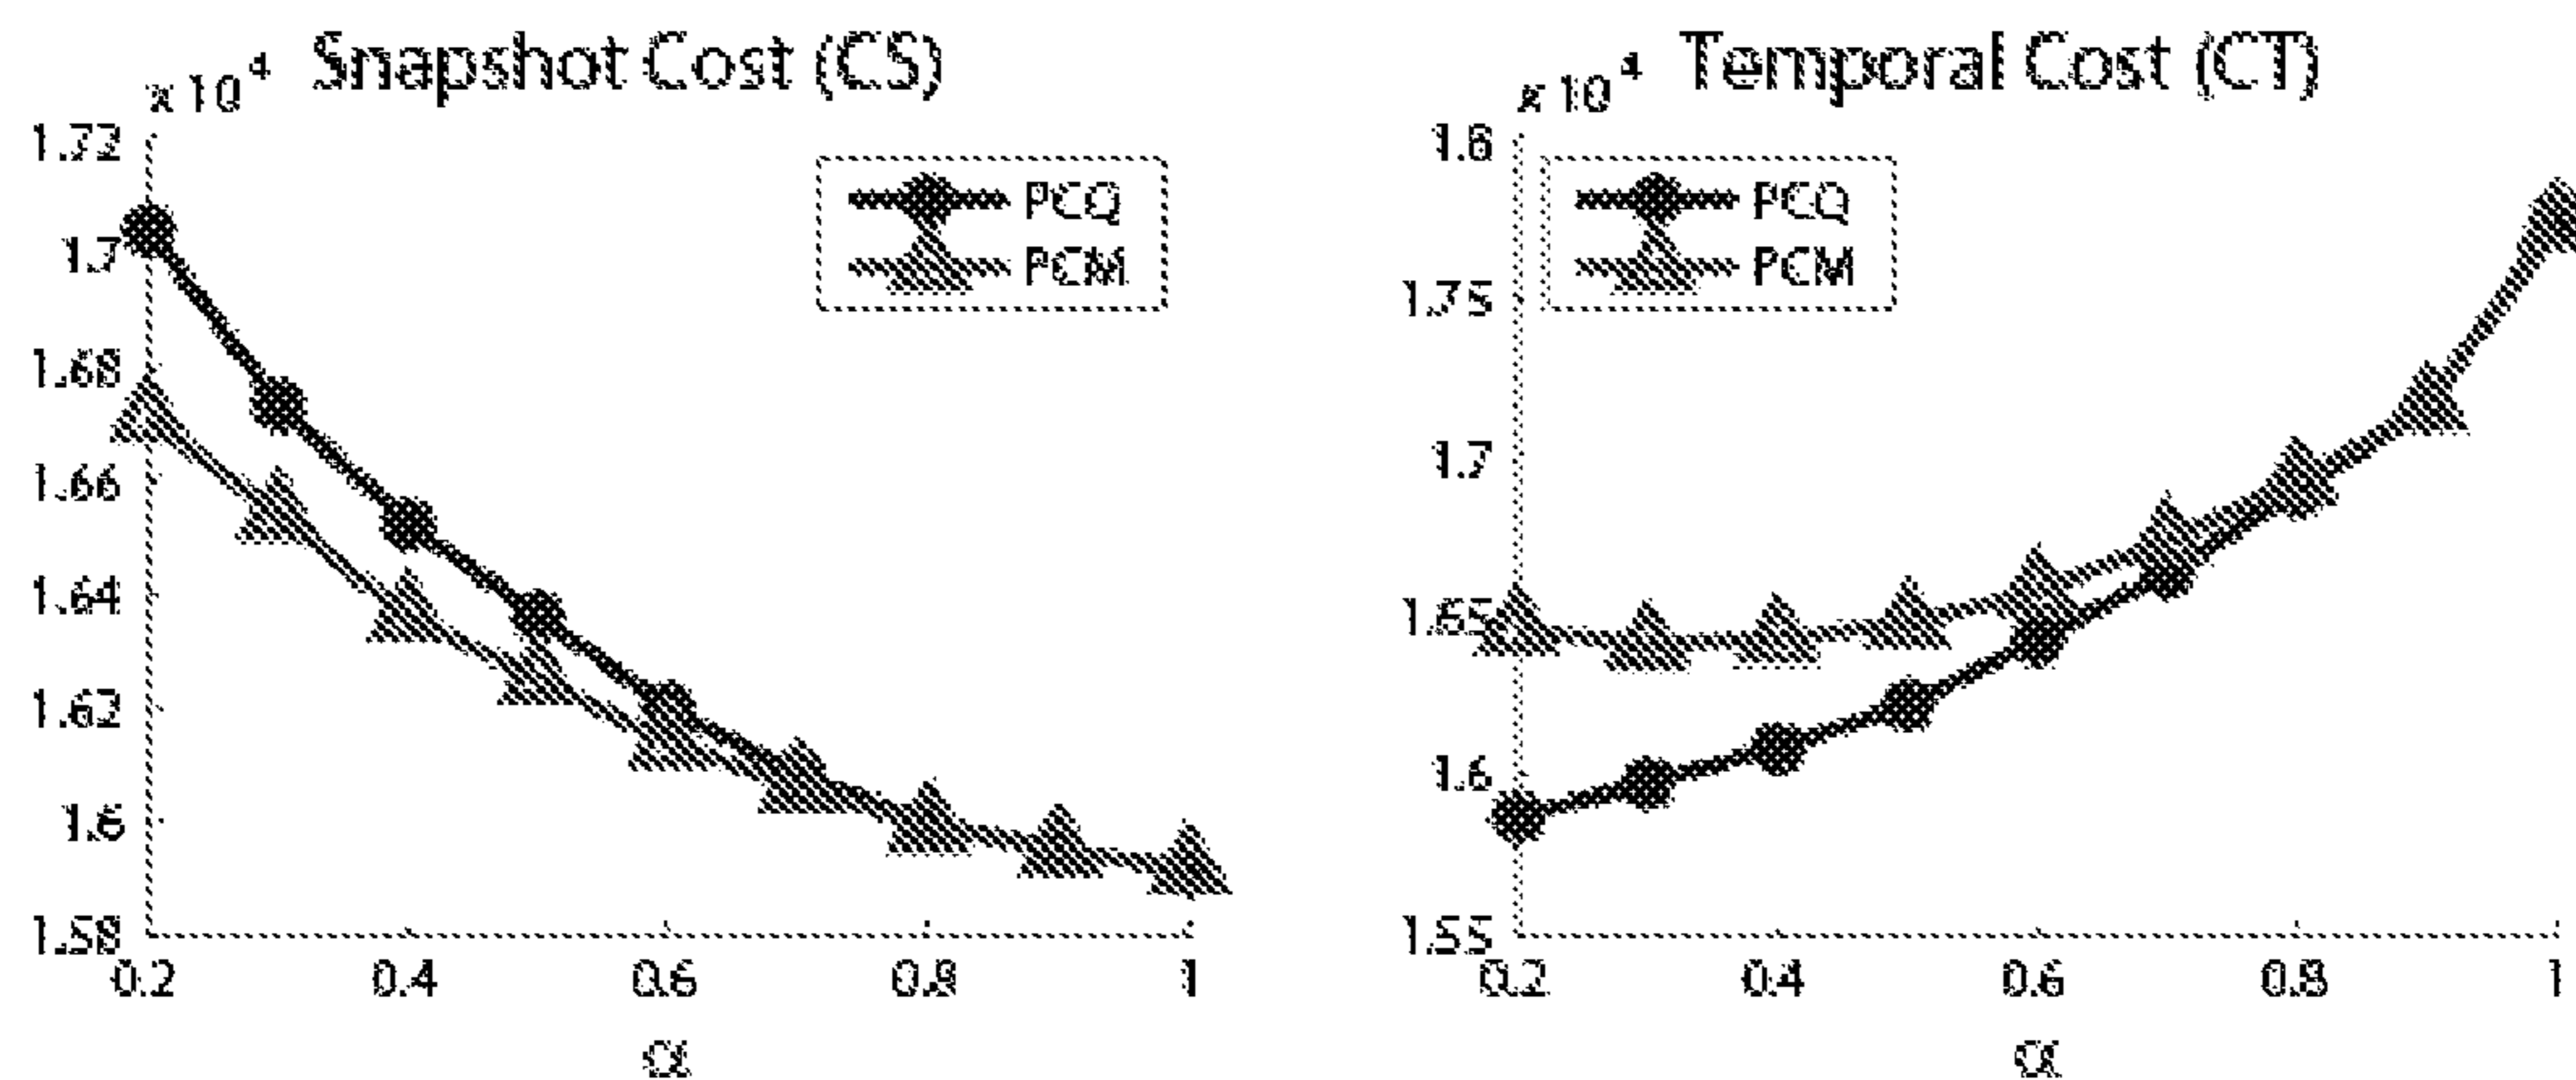 Snapshot Cost (CS)
x 10 4
1.72
1.7
1.68
1.66
1.64
1.62
1.6
1.58
0.2 0.4 0.6 0.8 1
α
PCQ
PCM
Temporal Cost (CT)
x 10 4
1.8
1.75
1.7
1.65
1.6
1.55
0.2 0.4 0.6 0.8 1
α
PCQ
PCM